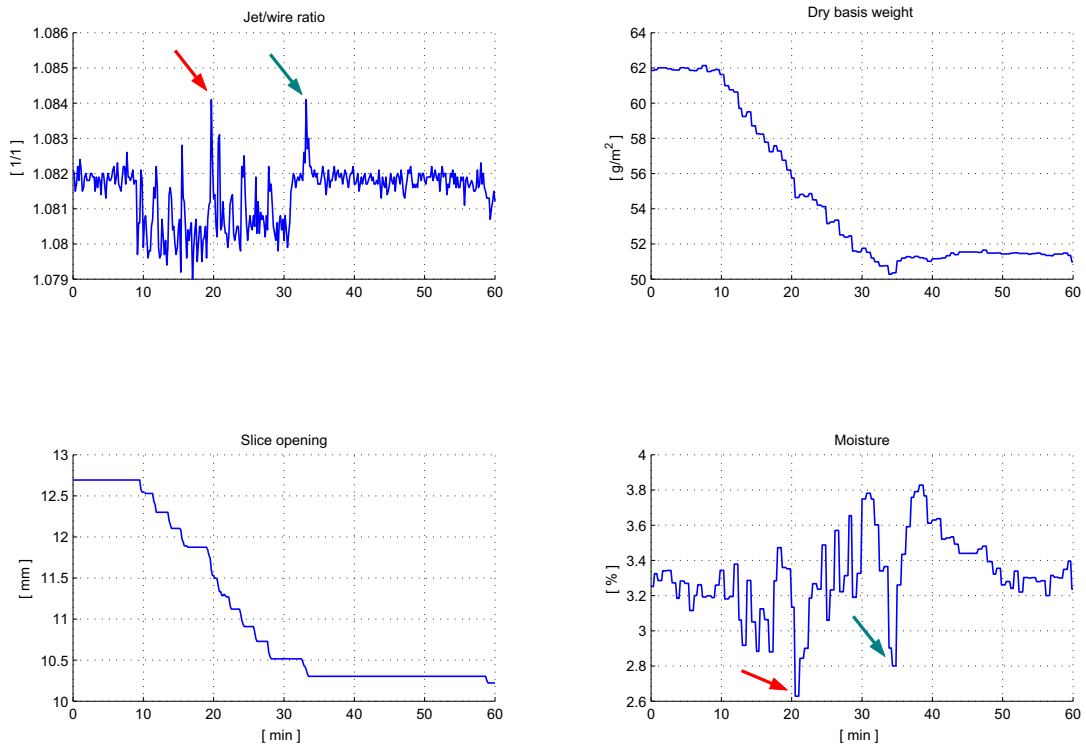 Jet/wire ratio
1.086
1.085
1.084
1.083
1.082
1.081
1.08
1.079
[ 1/1 ]
0 10 20 30 40 50 60
Dry basis weight
64
62
60
58
56
54
52
50
[ g/m² ]
0 10 20 30 40 50 60
Slice opening
13
12.5
12
11.5
11
10.5
10
[ mm ]
0 10 20 30 40 50 60
[ min ]
Moisture
4
3.8
3.6
3.4
3.2
3
2.8
2.6
[ % ]
0 10 20 30 40 50 60
[ min ]